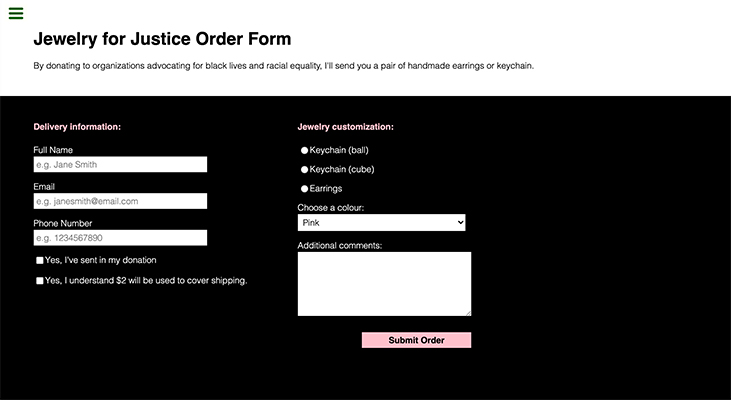 Jewelry for Justice Order Form
By donating to organizations advocating for black lives and racial equality, I'll send you a pair of handmade earrings or keychain.
Delivery information:
Full Name
e.g. Jane Smith
Email
e.g. janesmith@email.com
Phone Number
e.g. 1234567890
Yes, I've sent in my donation
Yes, I understand $2 will be used to cover shipping.
Jewelry customization:
Keychain (ball)
Keychain (cube)
Earrings
Choose a colour:
Pink
Additional comments:
Submit Order